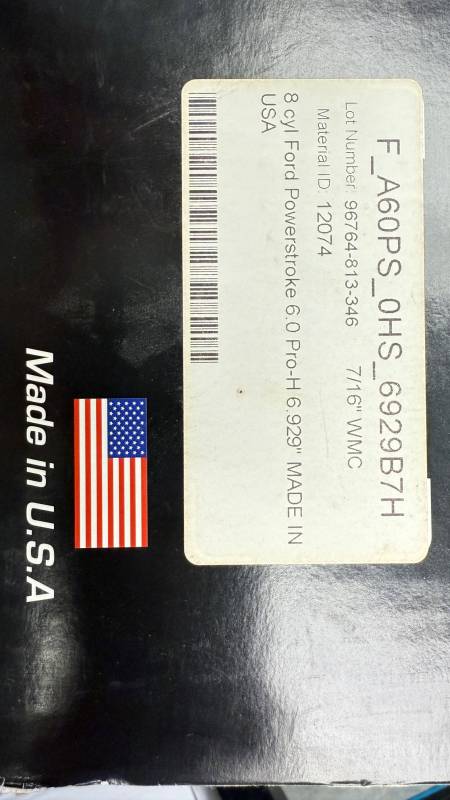 F_A60PS_0HS_6929B7H
Lot Number: 96764-813-346 7/16" WMC
Material ID: 12074
8 cyl Ford Powerstroke 6.0 Pro-H 6.929" MADE IN
USA
Made in U.S.A